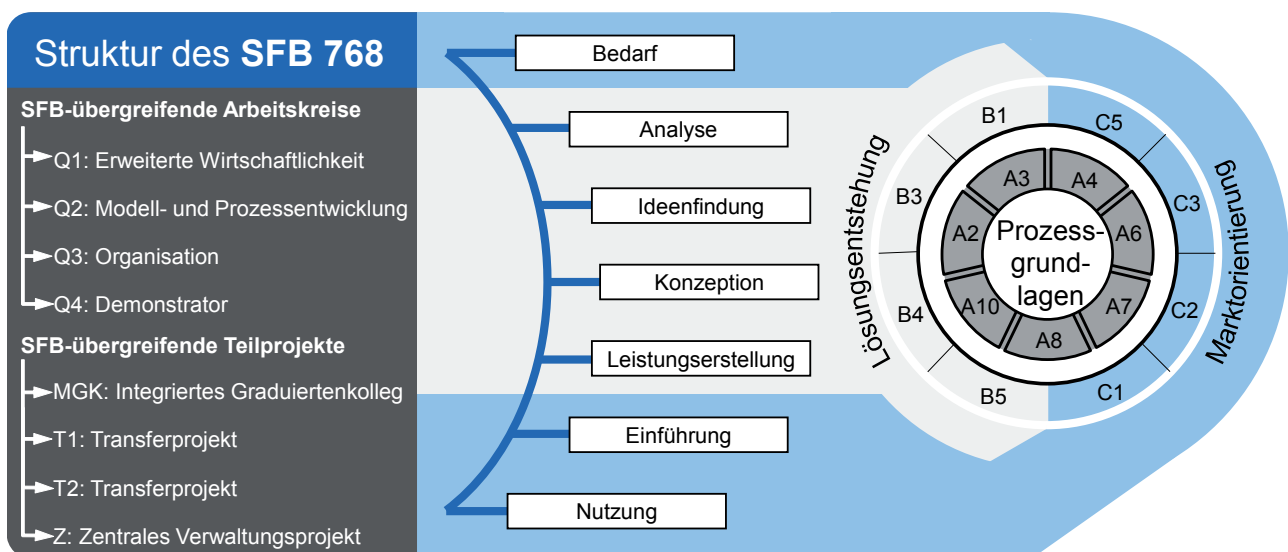 Struktur des SFB 768
SFB-übergreifende Arbeitskreise
Q1: Erweiterte Wirtschaftlichkeit
Q2: Modell- und Prozessentwicklung
Q3: Organisation
Q4: Demonstrator
SFB-übergreifende Teilprojekte
MGK: Integriertes Graduiertenkolleg
T1: Transferprojekt
T2: Transferprojekt
Z: Zentrales Verwaltungsprojekt
Bedarf
Analyse
Ideenfindung
Konzeption
Leistungserstellung
Einführung
Nutzung
Lösungsentstehung
B1
B3
B4
B5
A3
A4
A2
A6
A10
A7
A8
Prozess-
grund-
lagen
C5
C3
C2
C1
Marktorientierung